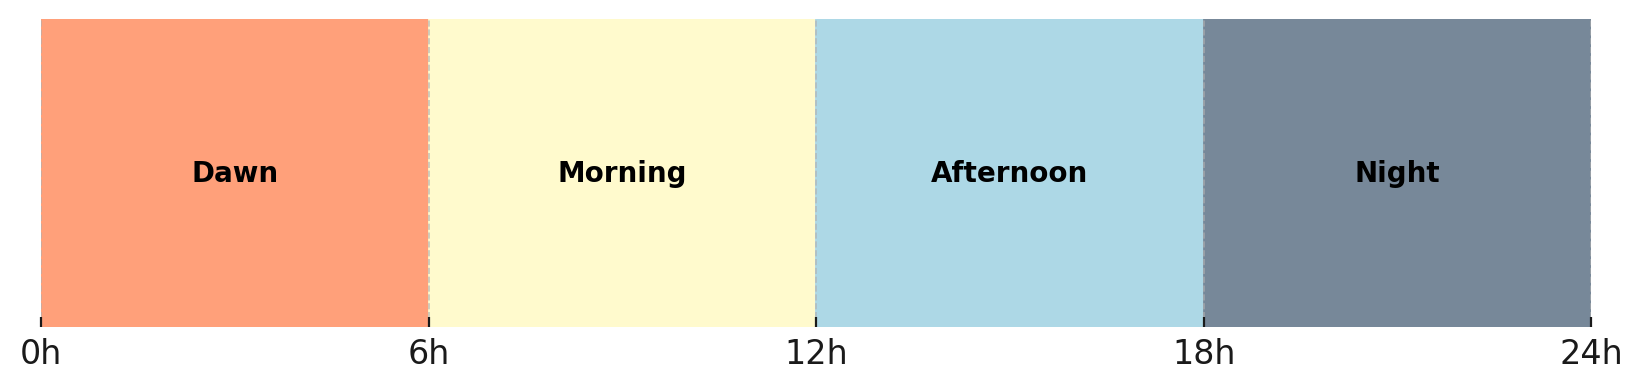 Dawn Morning Afternoon Night
0h 6h 12h 18h 24h